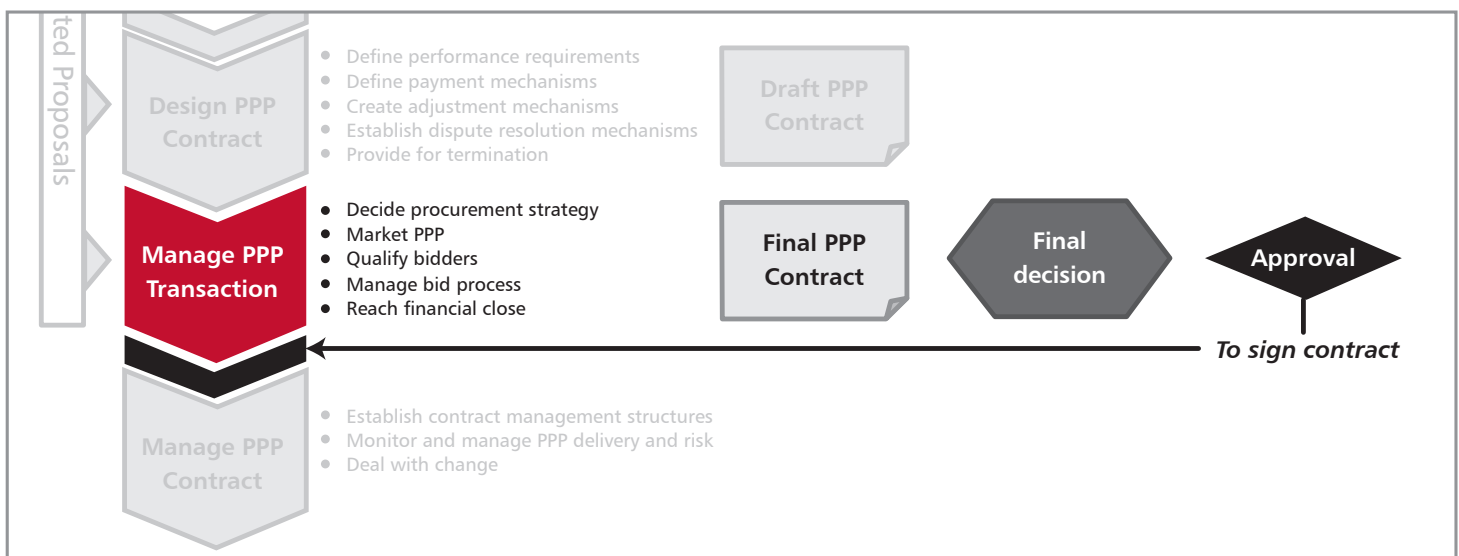 ted Proposals
Design PPP
Contract
• Define performance requirements
• Define payment mechanisms
• Create adjustment mechanisms
• Establish dispute resolution mechanisms
• Provide for termination
Draft PPP
Contract
Manage PPP
Transaction
• Decide procurement strategy
• Market PPP
• Qualify bidders
• Manage bid process
• Reach financial close
Final PPP
Contract
Final
decision
Approval
To sign contract
Manage PPP
Contract
• Establish contract management structures
• Monitor and manage PPP delivery and risk
• Deal with change